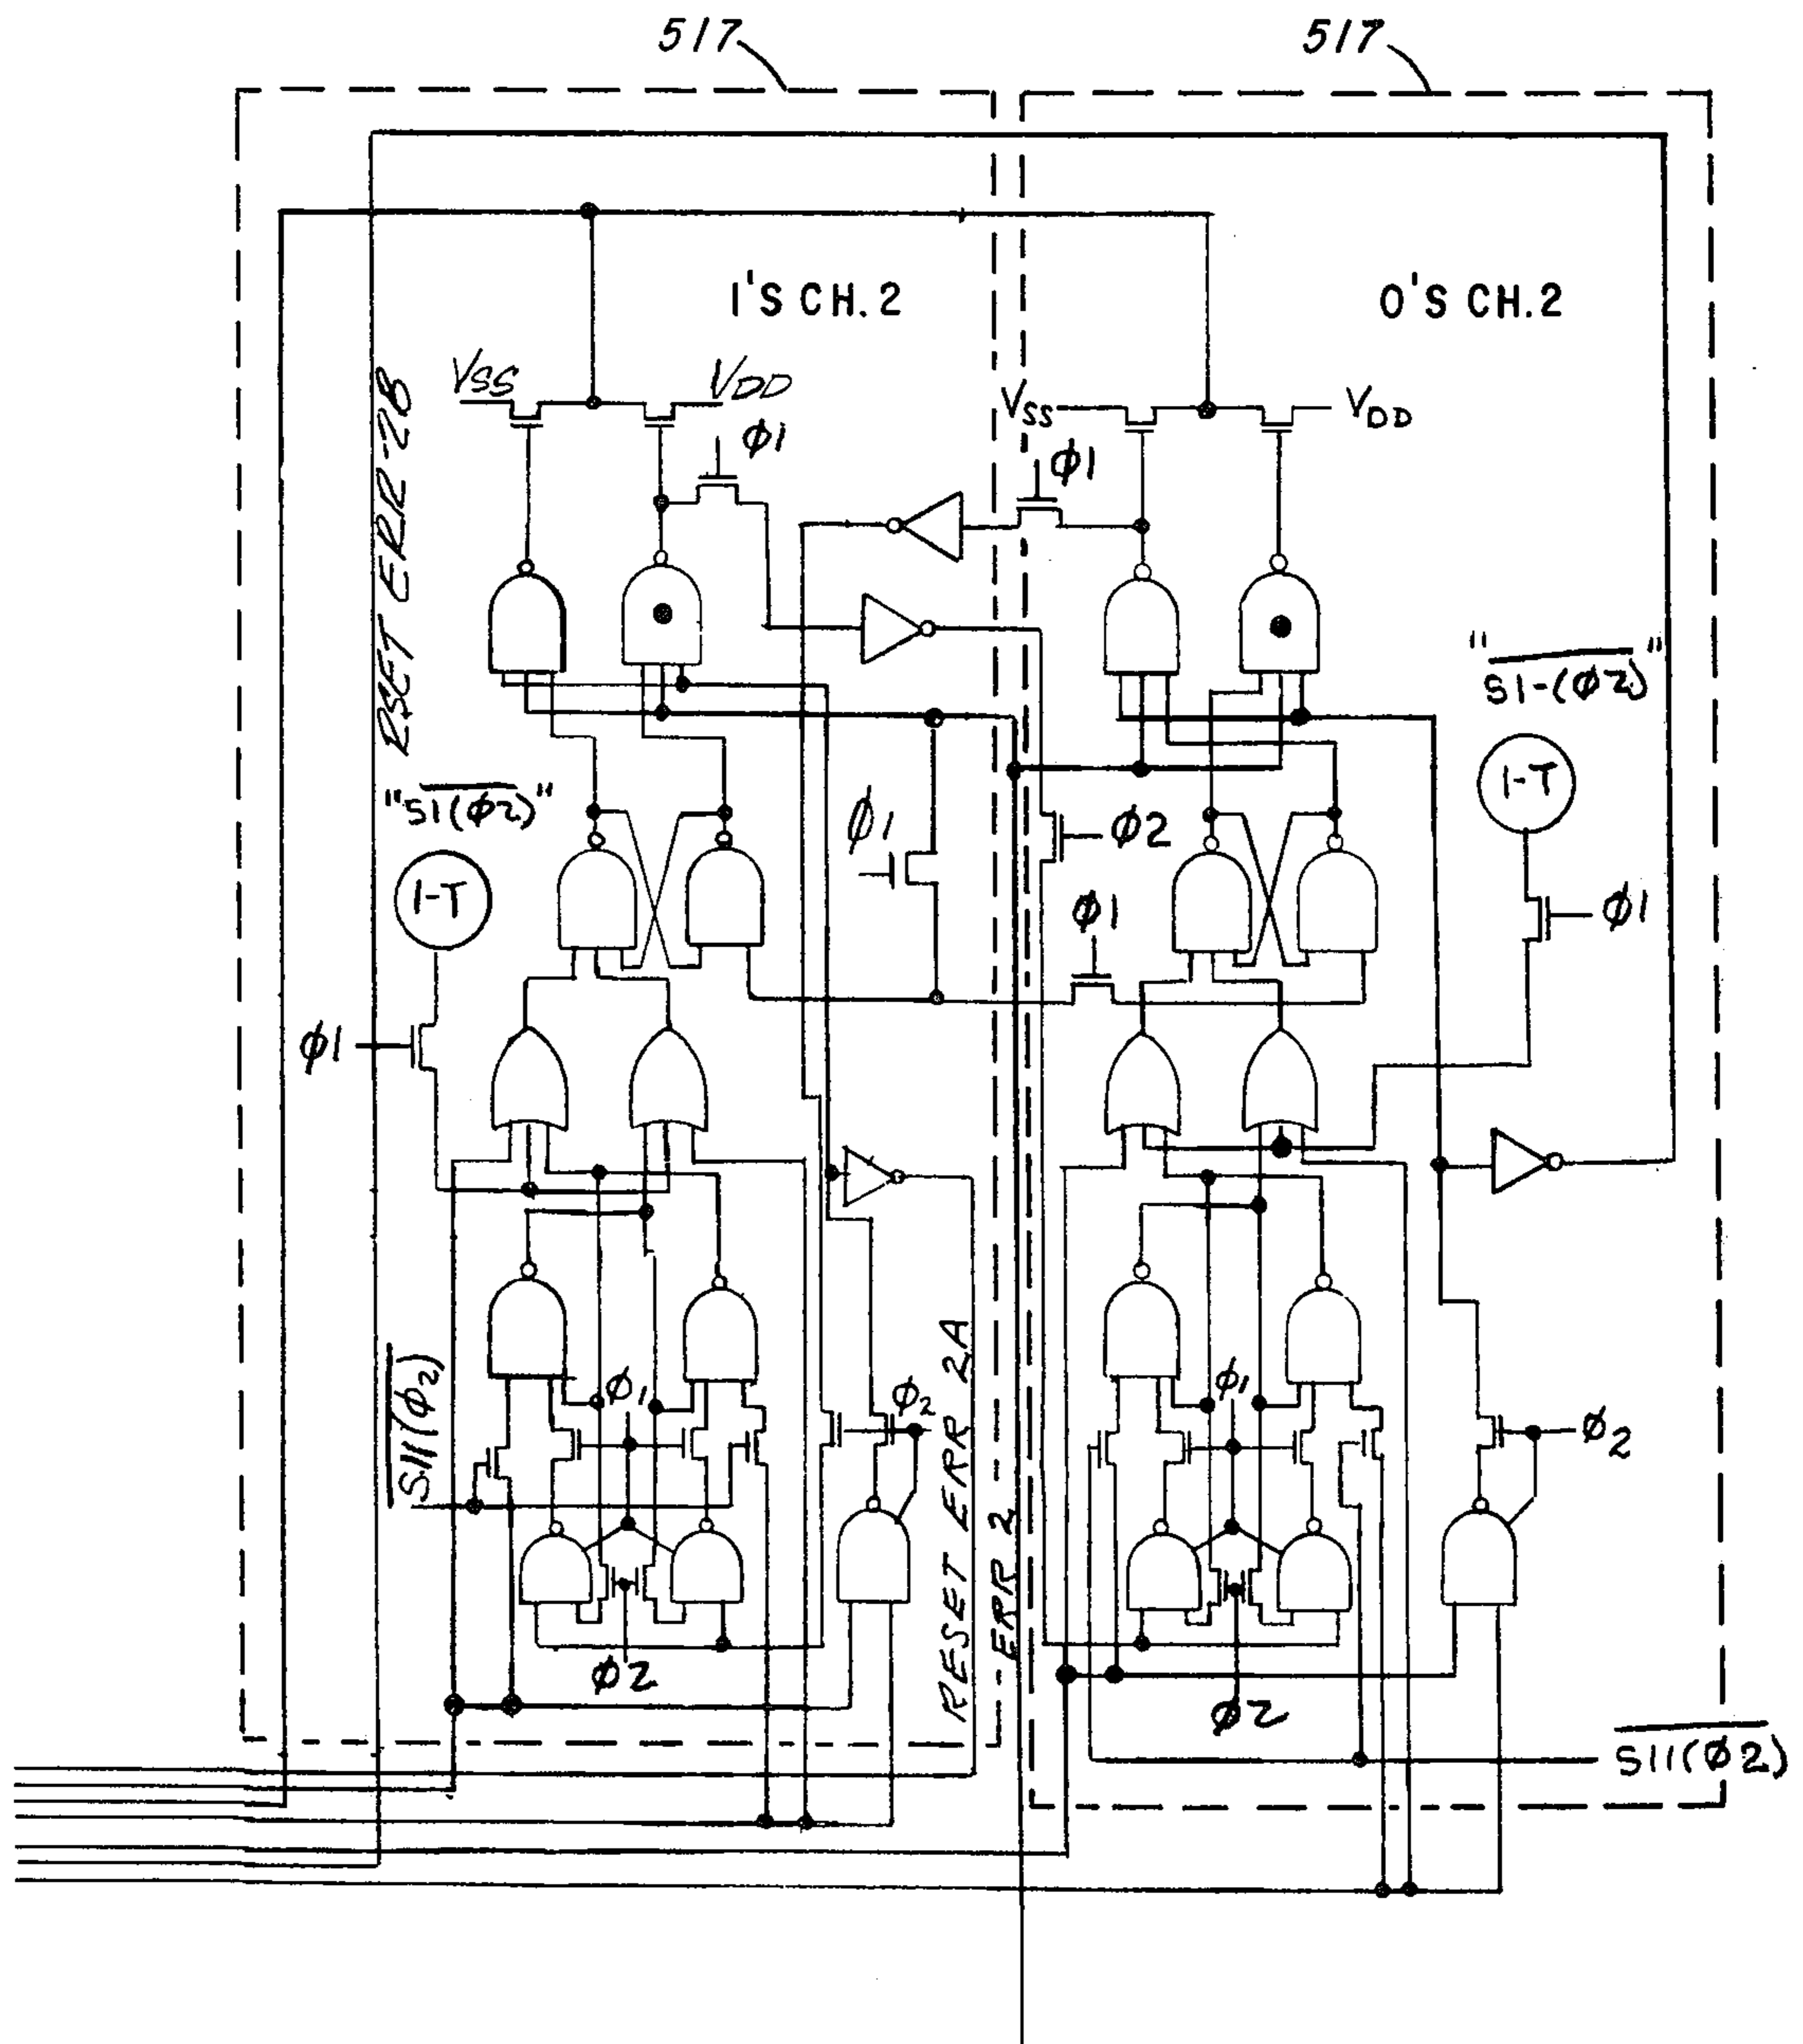 517
517
1'S CH. 2
0'S CH. 2
VSS
VDD
VSS
VDD
φ1
φ1
RSET ERR-2B
"S1-(φ2)"
"S1(φ2)"
1-T
1-T
φ1
φ2
φ1
φ1
φ1
S11(φ2)
φ1
φ2
φ1
φ2
RESET ERR 2A
ERR 2
φ2
φ2
S11(φ2)